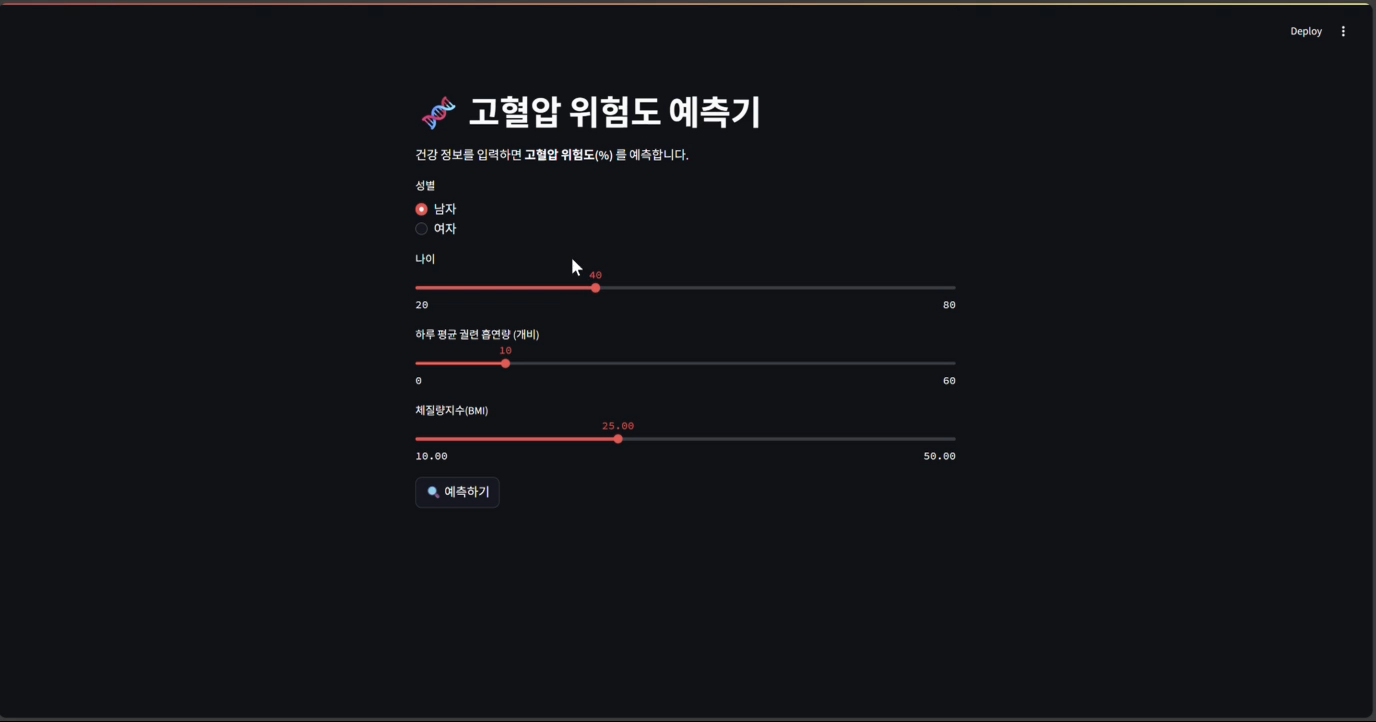 Deploy
고혈압 위험도 예측기
건강 정보를 입력하면 고혈압 위험도(%) 를 예측합니다.
성별
남자
여자
나이
40
20 80
하루 평균 궐련 흡연량 (개비)
10
0 60
체질량지수(BMI)
25.00
10.00 50.00
예측하기